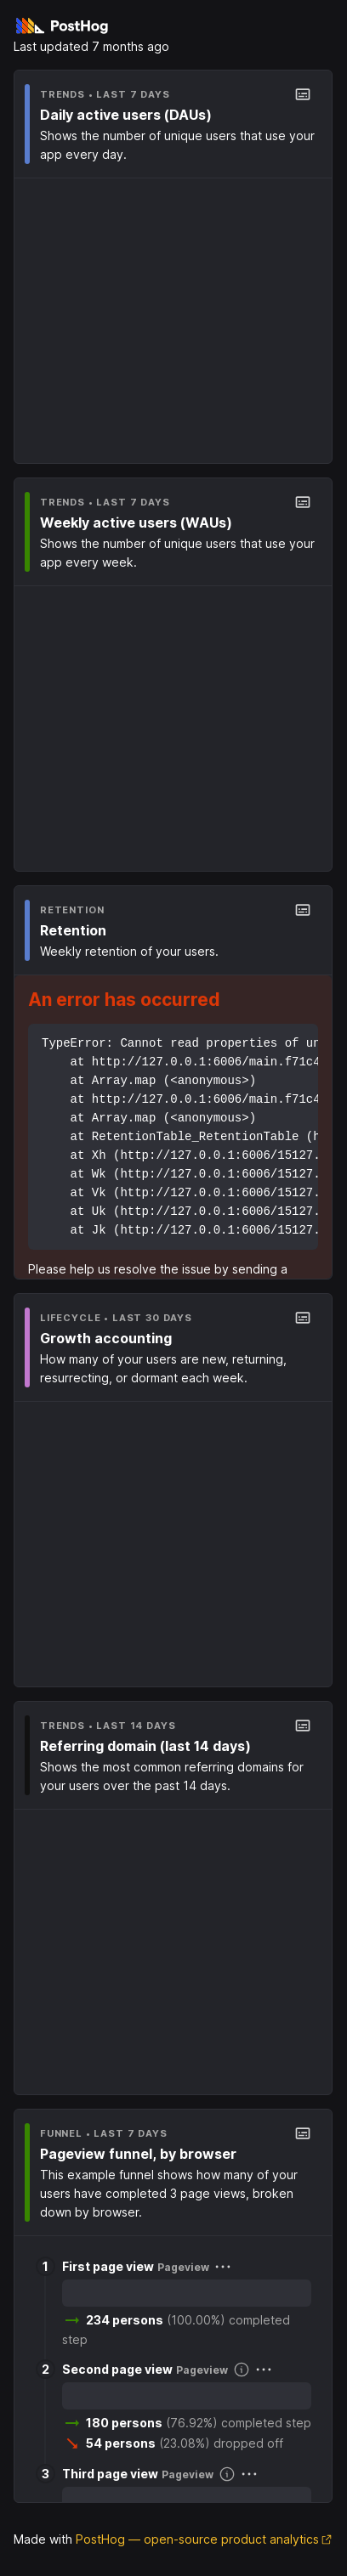 PostHog
Last updated 7 months ago
TRENDS • LAST 7 DAYS
Daily active users (DAUs)
Shows the number of unique users that use your
app every day.
TRENDS • LAST 7 DAYS
Weekly active users (WAUs)
Shows the number of unique users that use your
app every week.
RETENTION
Retention
Weekly retention of your users.
An error has occurred
TypeError: Cannot read properties of un
at http://127.0.0.1:6006/main.f71c4
at Array.map (<anonymous>)
at http://127.0.0.1:6006/main.f71c4
at Array.map (<anonymous>)
at RetentionTable_RetentionTable (h
at Xh (http://127.0.0.1:6006/15127.
at Wk (http://127.0.0.1:6006/15127.
at Vk (http://127.0.0.1:6006/15127.
at Uk (http://127.0.0.1:6006/15127.
at Jk (http://127.0.0.1:6006/15127.
Please help us resolve the issue by sending a
LIFECYCLE • LAST 30 DAYS
Growth accounting
How many of your users are new, returning,
resurrecting, or dormant each week.
TRENDS • LAST 14 DAYS
Referring domain (last 14 days)
Shows the most common referring domains for
your users over the past 14 days.
FUNNEL • LAST 7 DAYS
Pageview funnel, by browser
This example funnel shows how many of your
users have completed 3 page views, broken
down by browser.
1 First page view Pageview
234 persons (100.00%) completed
step
2 Second page view Pageview
180 persons (76.92%) completed step
54 persons (23.08%) dropped off
3 Third page view Pageview
Made with PostHog — open-source product analytics